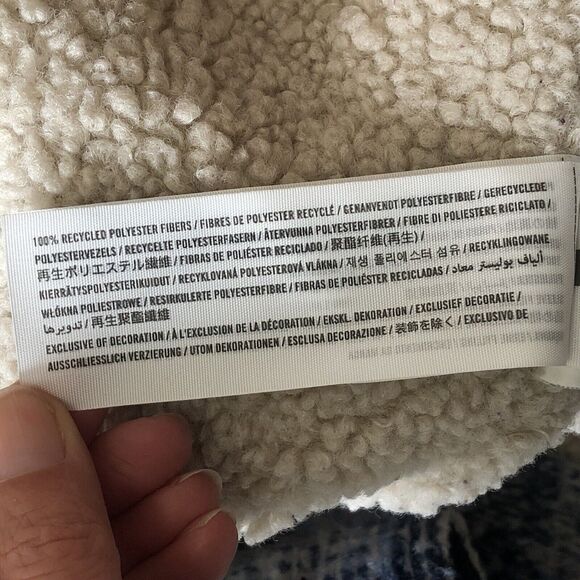 100% RECYCLED POLYESTER FIBERS / FIBRES DE POLYESTER RECYCLÉ / GENANVENDT POLYESTERFIBRE / GERECYCLEDE
POLYESTERVEZELS / RECYCELTE POLYESTERFASERN / ÅTERVUNNA POLYESTERFIBRER / FIBRE DI POLIESTERE RICICLATO /
再生ポリエステル繊維 / FIBRAS DE POLIÉSTER RECICLADO / 聚酯纤维(再生) /
KIERRÄTYSPOLYESTERIKUIDUT / RECYKLOVANÁ POLYESTEROVÁ VLÁKNA / 재생 폴리에스터 섬유 / RECYKLINGOWANE
WŁÓKNA POLIESTROWE / RESIRKULERTE POLYESTERFIBRE / FIBRAS DE POLIÉSTER RECICLADAS / ألياف بوليستر معاد
تدويرها / 再生聚酯纖維
EXCLUSIVE OF DECORATION / À L'EXCLUSION DE LA DÉCORATION / EKSKL. DEKORATION / EXCLUSIEF DECORATIE /
AUSSCHLIESSLICH VERZIERUNG / UTOM DEKORATIONEN / ESCLUSA DECORAZIONE / 装飾を除く / EXCLUSIVO DE